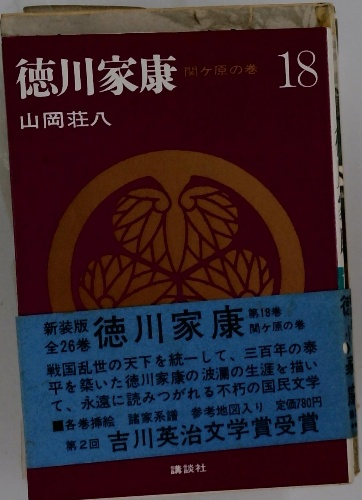 徳川家康 関ケ原の巻 18
山岡荘八
新装版 全26巻 徳川家康 第18巻 関ケ原の巻
戦国乱世の天下を統一して、三百年の泰
平を築いた徳川家康の波瀾の生涯を描い
て、永遠に読みつがれる不朽の国民文学
■各巻挿絵 諸家系譜 参考地図入り 定価780円
第2回 吉川英治文学賞受賞
講談社